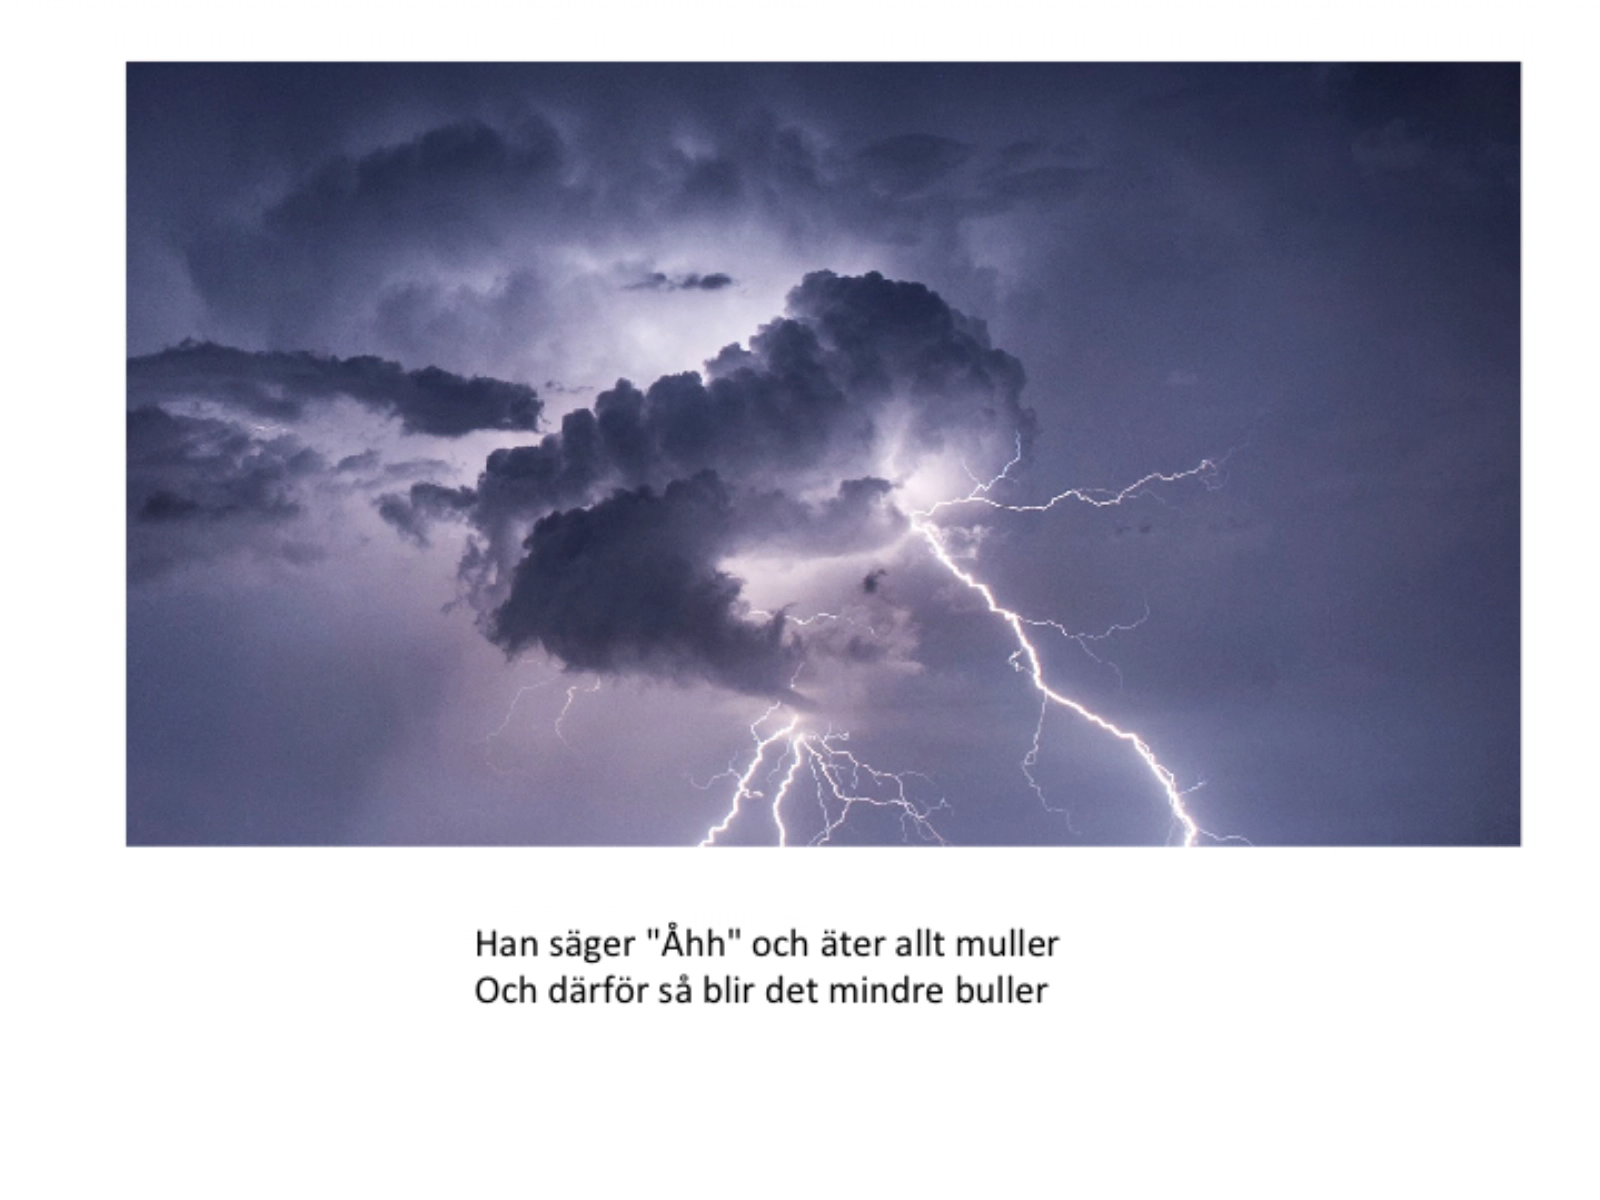 Han säger "Åhh" och äter allt muller
Och därför så blir det mindre buller